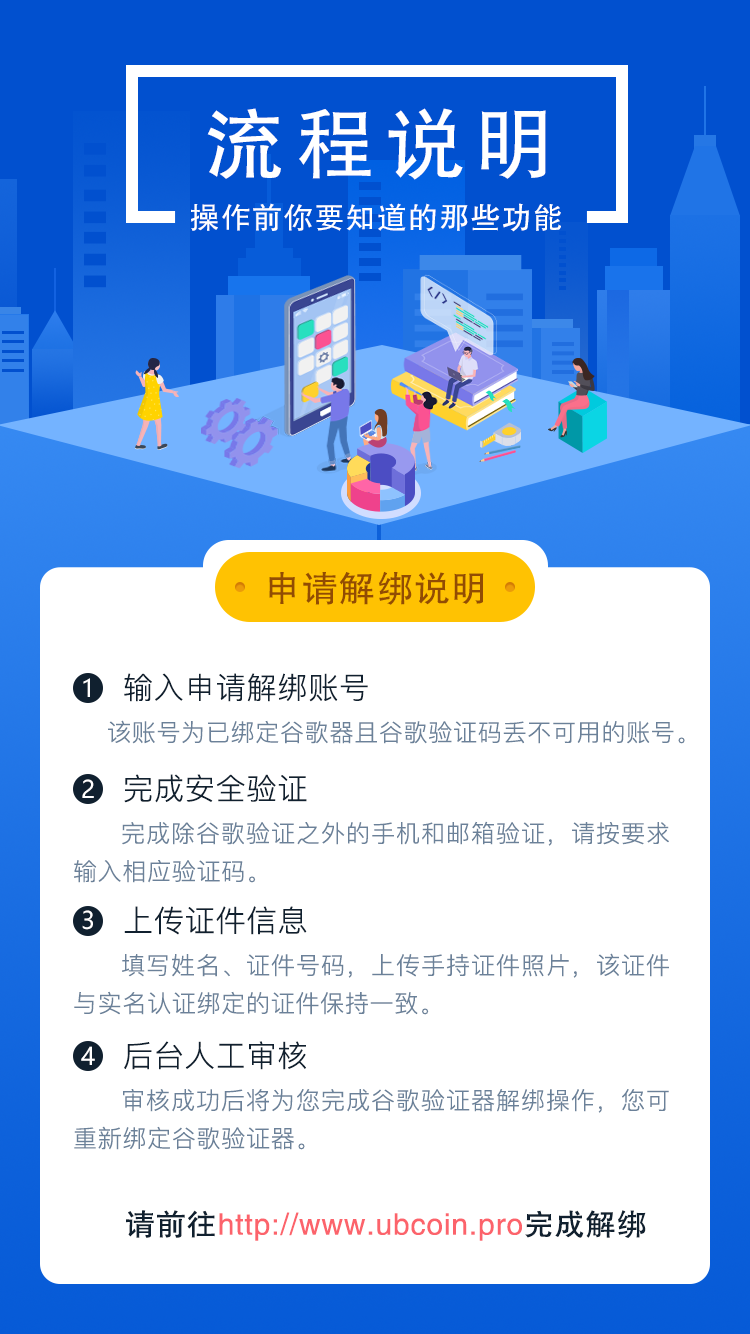 流程说明
操作前你要知道的那些功能
</>
申请解绑说明
1 输入申请解绑账号
该账号为已绑定谷歌器且谷歌验证码丢不可用的账号。
2 完成安全验证
完成除谷歌验证之外的手机和邮箱验证，请按要求
输入相应验证码。
3 上传证件信息
填写姓名、证件号码，上传手持证件照片，该证件
与实名认证绑定的证件保持一致。
4 后台人工审核
审核成功后将为您完成谷歌验证器解绑操作，您可
重新绑定谷歌验证器。
请前往http://www.ubcoin.pro完成解绑